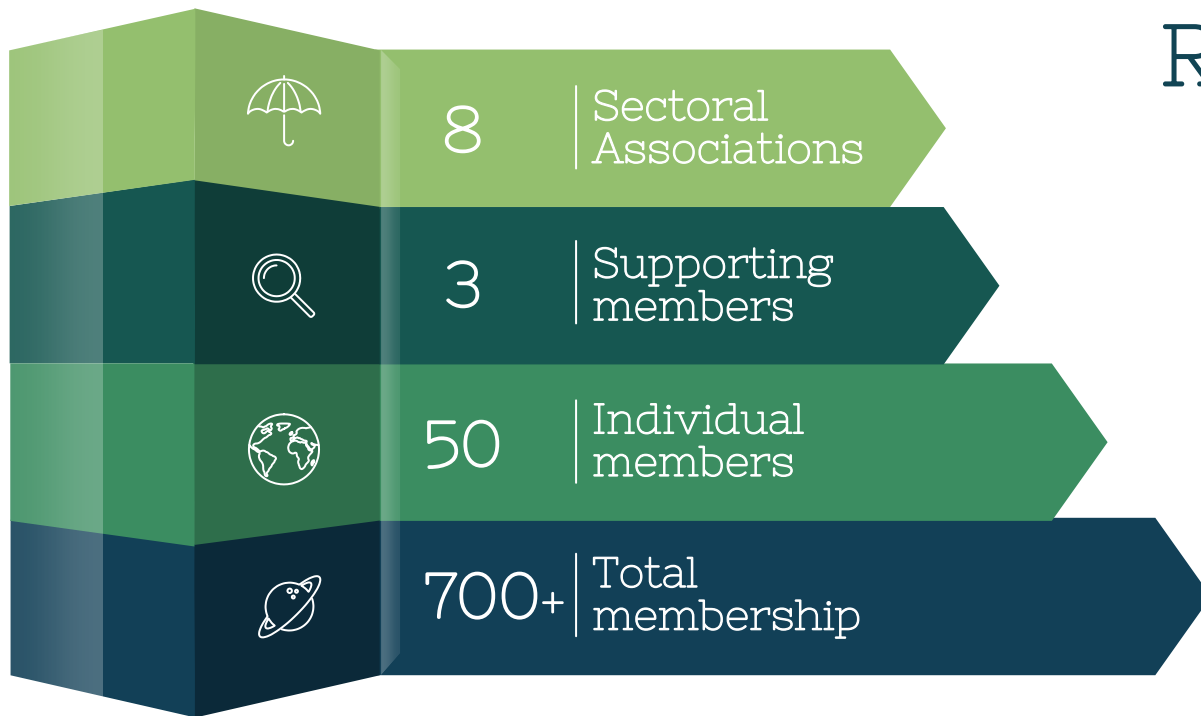 8
Sectoral
Associations
3
Supporting
members
50
Individual
members
700+
Total
membership